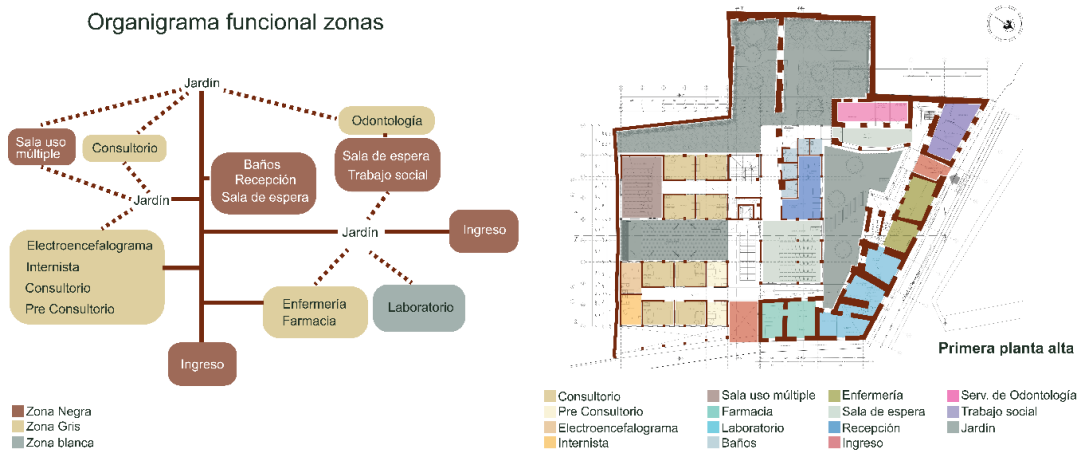 Organigrama funcional zonas
Jardín
Odontología
Sala uso
múltiple
Consultorio
Baños
Recepción
Sala de espera
Sala de espera
Trabajo social
Jardín
Jardín
Ingreso
Electroencefalograma
Internista
Consultorio
Pre Consultorio
Enfermería
Farmacia
Laboratorio
Ingreso
Zona Negra
Zona Gris
Zona blanca
Primera planta alta
Consultorio
Pre Consultorio
Electroencefalograma
Internista
Sala uso múltiple
Farmacia
Laboratorio
Baños
Enfermería
Sala de espera
Recepción
Ingreso
Serv. de Odontología
Trabajo social
Jardín